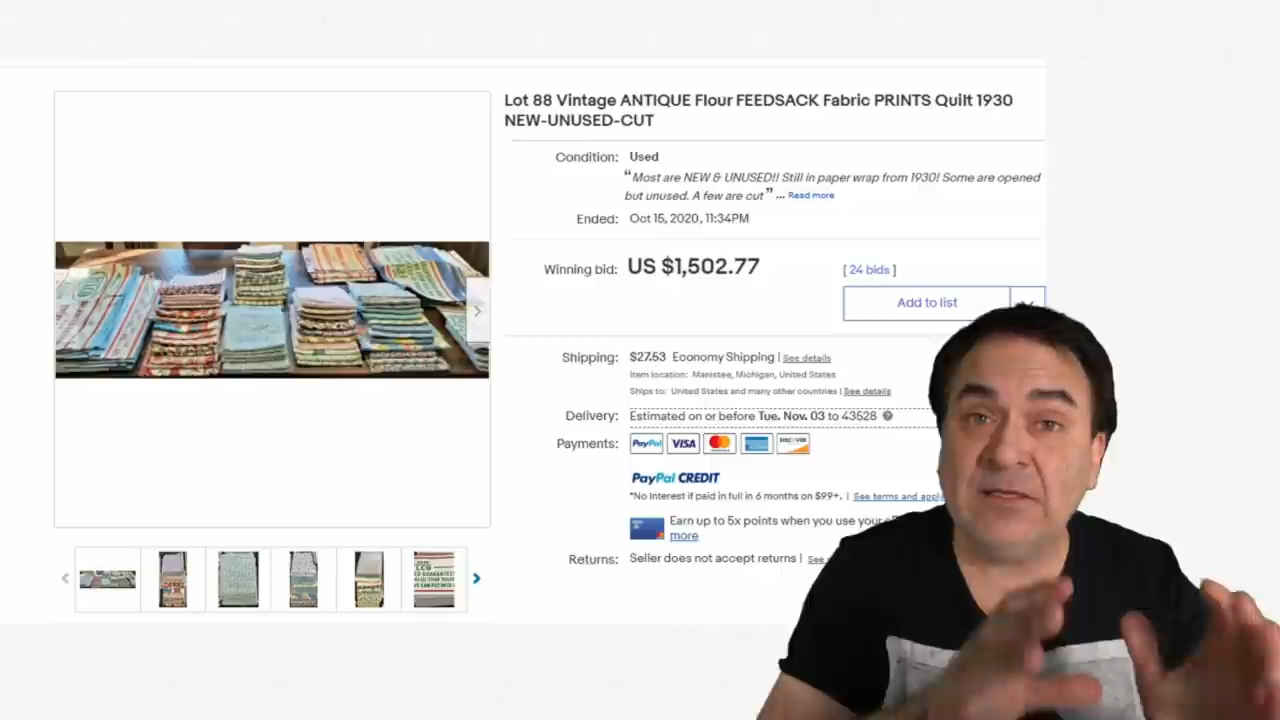 Lot 88 Vintage ANTIQUE Flour FEEDSACK Fabric PRINTS Quilt 1930
NEW-UNUSED-CUT
Condition: Used
“Most are NEW & UNUSED!! Still in paper wrap from 1930! Some are opened
but unused. A few are cut” ... Read more
Ended: Oct 15, 2020, 11:34PM
Winning bid: US $1,502.77 [ 24 bids ]
Add to list
Shipping: $27.53 Economy Shipping | See details
Item location: Manistee, Michigan, United States
Ships to: United States and many other countries | See details
Delivery: Estimated on or before Tue. Nov. 03 to 43528
Payments: PayPal VISA DISCOVER
PayPal CREDIT
*No Interest if paid in full in 6 months on $99+. | See terms and apply
Earn up to 5x points when you use your
more
Returns: Seller does not accept returns | See